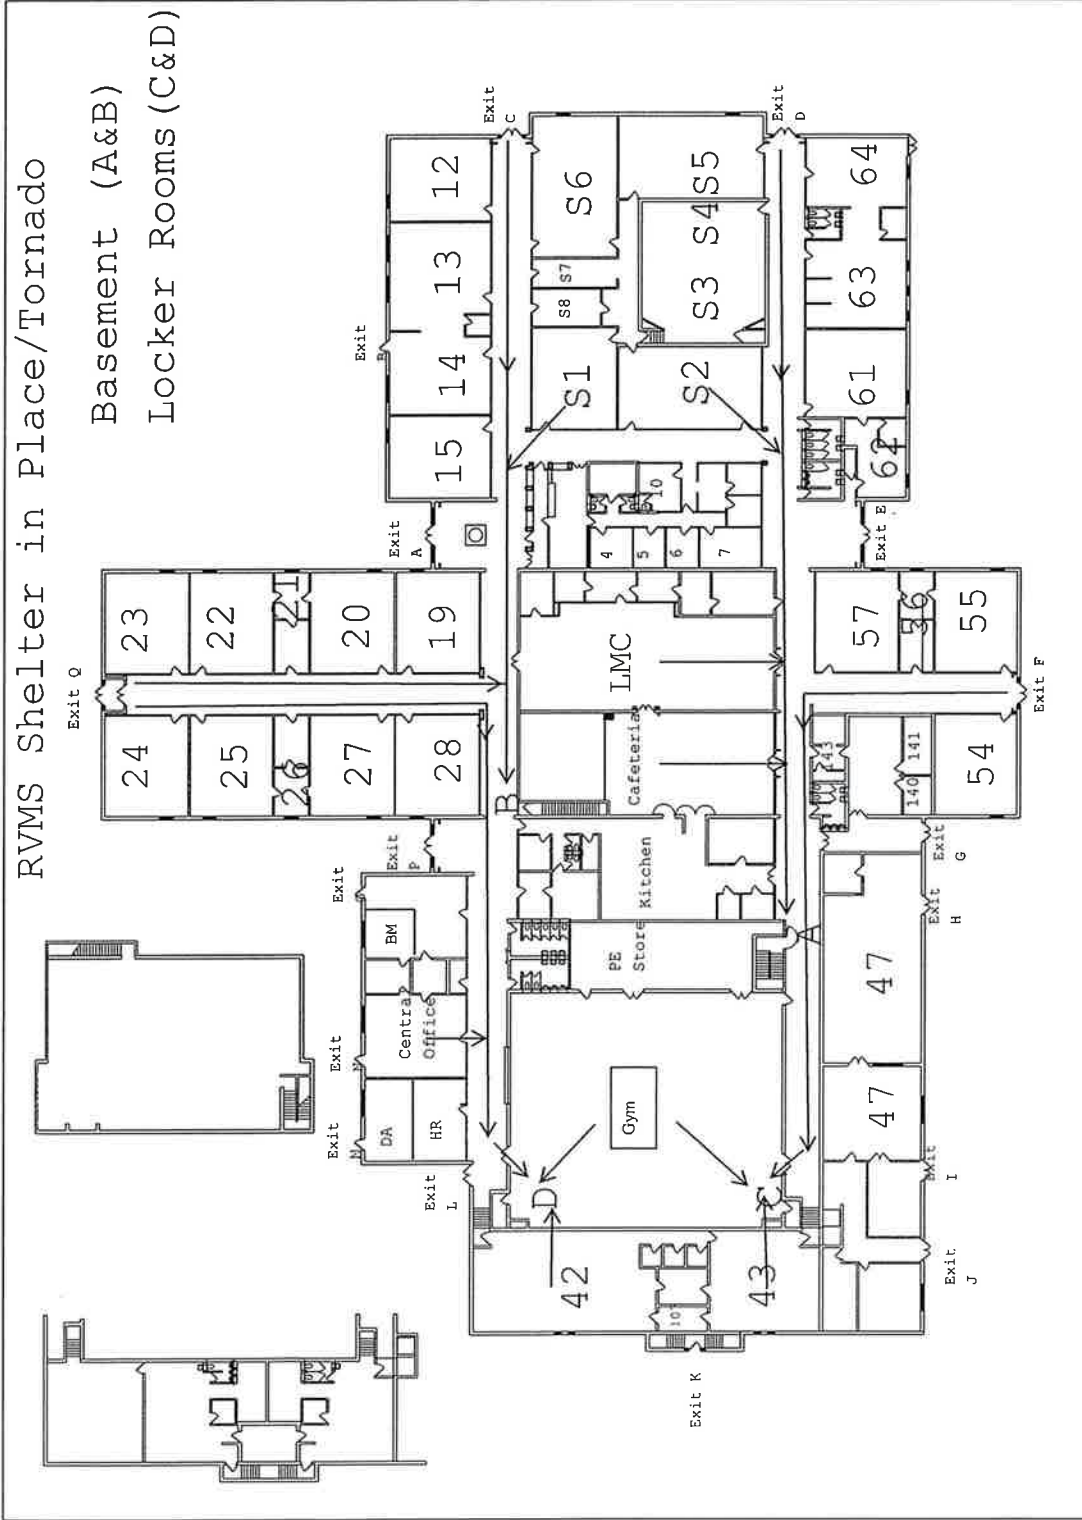 RVMS Shelter in Place/Tornado
Basement (A&B)
Locker Rooms(C&D)
Exit Q
24
25
26
27
28
23
22
21
20
19
Exit
A
Exit
P
Exit
15
14
13
12
Exit
B
Exit
C
BM
Central
Office
DA
HR
Exit
N
Exit
M
Exit
L
B
S1
S8
S7
S6
S2
S3
S4
S5
4
5
6
7
10
LMC
Cafeteria
Kitchen
PE
Store
Gym
D
C
A
42
43
10
Exit K
Exit
D
64
63
61
62
Exit E
57
36
55
Exit F
143
141
140
54
Exit
G
Exit
H
47
47
Exit
I
Exit
J